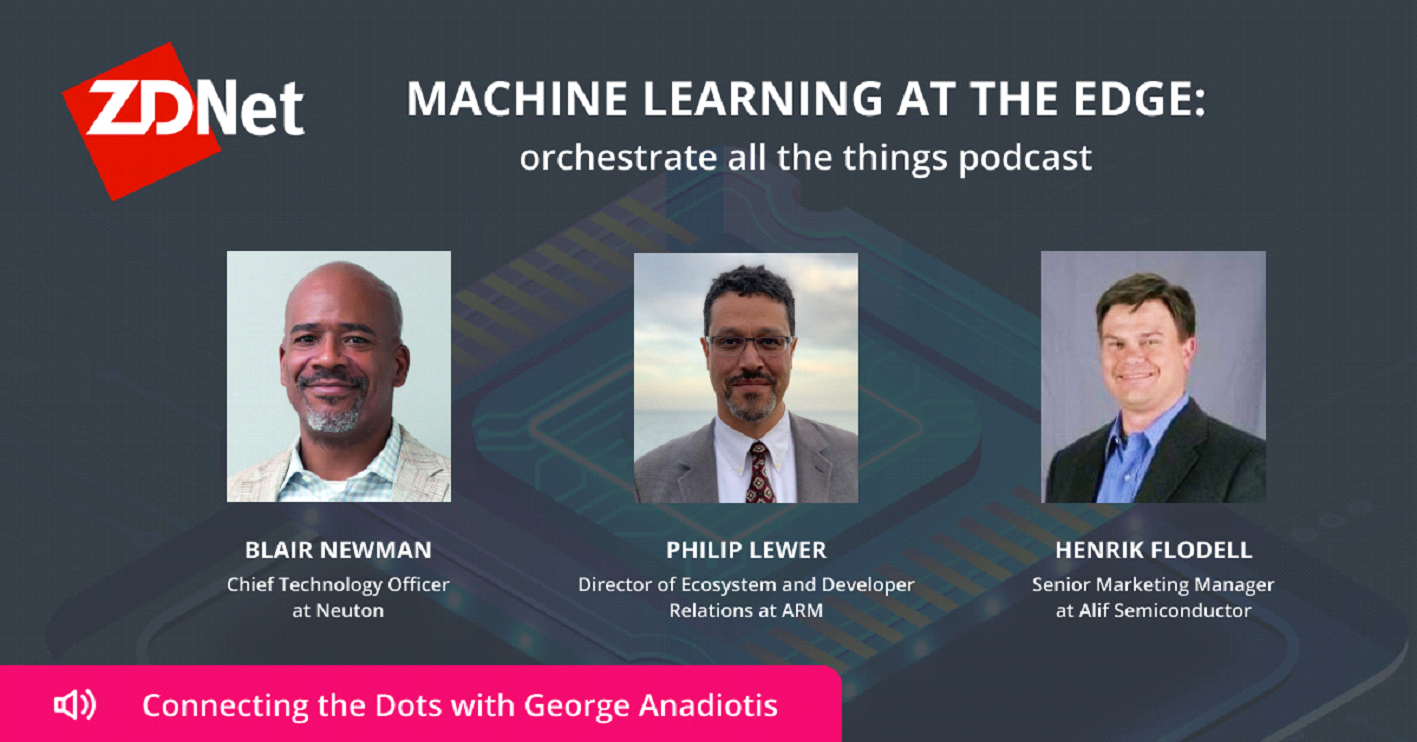 ZDNet
MACHINE LEARNING AT THE EDGE:
orchestrate all the things podcast
BLAIR NEWMAN
Chief Technology Officer
at Neuton
PHILIP LEWER
Director of Ecosystem and Developer
Relations at ARM
HENRIK FLODELL
Senior Marketing Manager
at Alif Semiconductor
Connecting the Dots with George Anadiotis